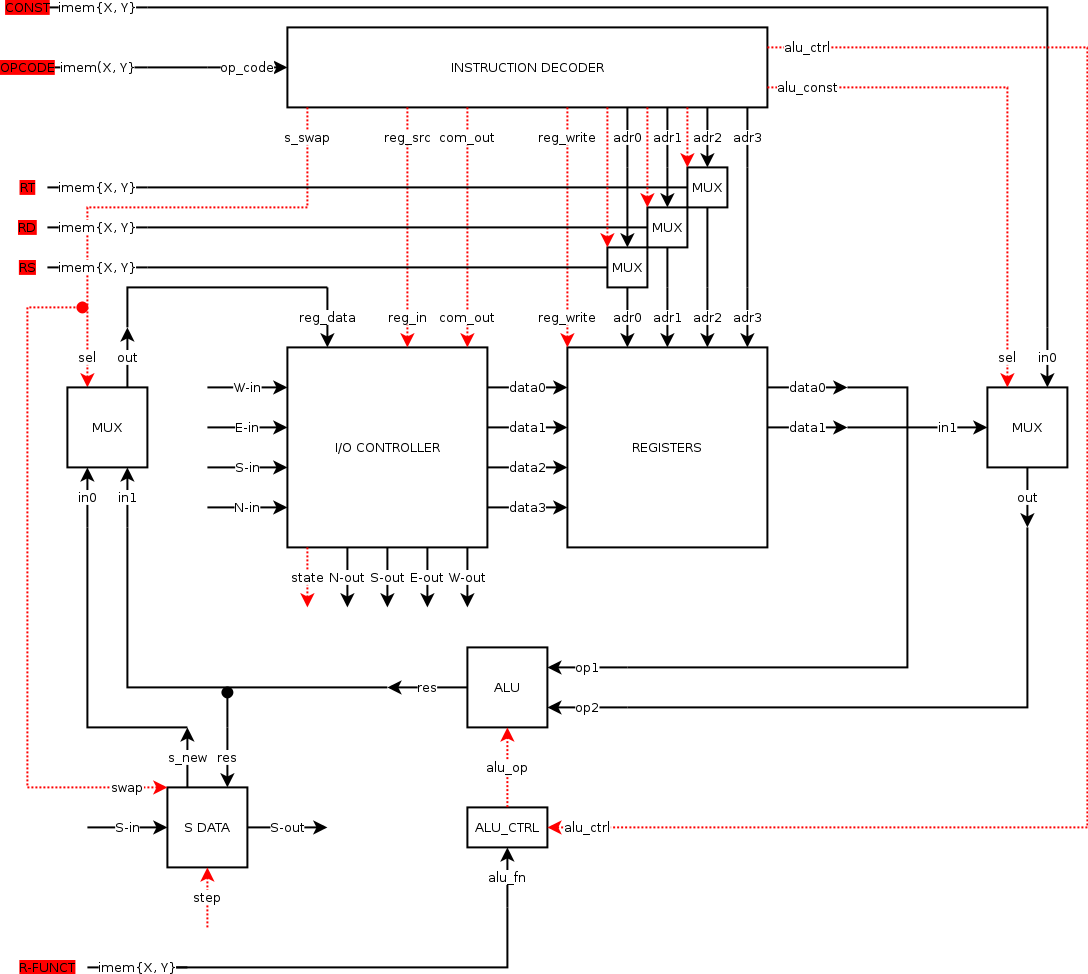 CONST imem{X, Y}
alu_ctrl
OPCODE imem(X, Y} op_code INSTRUCTION DECODER
alu_const
s_swap reg_src com_out reg_write adr0 adr1 adr2 adr3
RT imem{X, Y} MUX
RD imem{X, Y} MUX
RS imem{X, Y} MUX
reg_data reg_in com_out reg_write adr0 adr1 adr2 adr3
sel out sel in0
W-in data0 data0
MUX E-in data1 data1 in1 MUX
I/O CONTROLLER REGISTERS
S-in data2
in0 in1 out
N-in data3
state N-out S-out E-out W-out
op1
res ALU
op2
s_new res
alu_op
swap
S-in S DATA S-out ALU_CTRL alu_ctrl
alu_fn
step
R-FUNCT imem{X, Y}